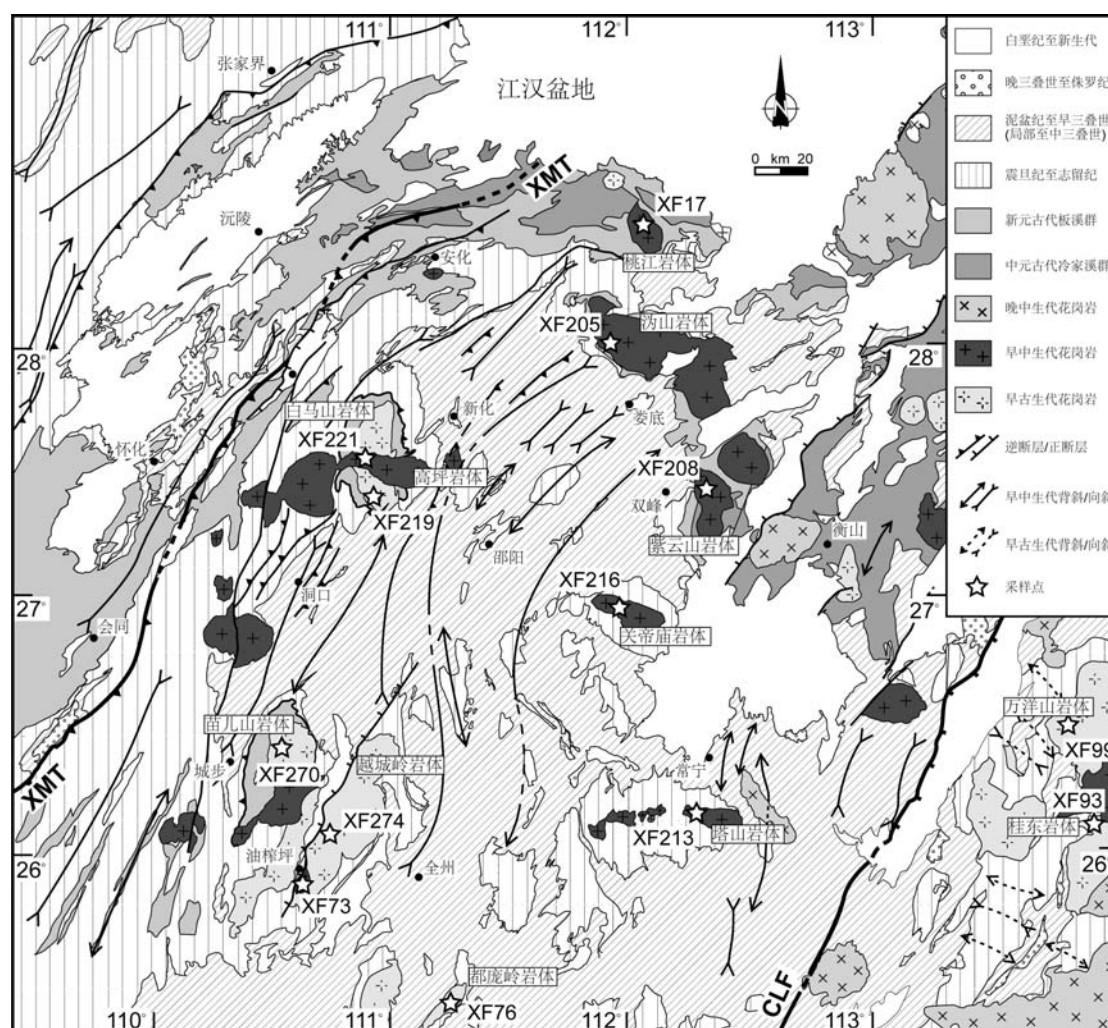 111°
112°
113°
张家界
江汉盆地
0 km 20
XMT
XF17
沅陵
安化
桃江岩体
XF205
沩山岩体
28°
28°
白马山岩体
新化
娄底
XF221
怀化
高坪岩体
XF208
双峰
XF219
衡山
邵阳
紫云山岩体
洞口
XF216
27°
27°
会同
关帝庙岩体
苗儿山岩体
万洋山岩体
城步
越城岭岩体
常宁
XF270
XF99
XMT
XF93
XF274
XF213
塔山岩体
桂东岩体
26°
油榨坪
全州
26
XF73
都庞岭岩体
CLF
XF76
110°
111°
112°
113°
白垩纪至新生代
晚三叠世至侏罗纪
泥盆纪至早三叠世
(局部至中三叠世)
震旦纪至志留纪
新元古代板溪群
中元古代冷家溪群
晚中生代花岗岩
早中生代花岗岩
早古生代花岗岩
逆断层/正断层
早中生代背斜/向斜
早古生代背斜/向斜
采样点